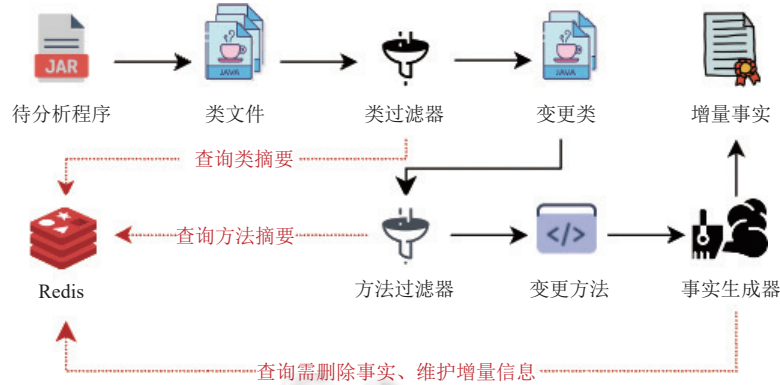 JAR
JAVA
JAVA
待分析程序
类文件
类过滤器
变更类
增量事实
查询类摘要
查询方法摘要
Redis
方法过滤器
变更方法
事实生成器
查询需删除事实、维护增量信息